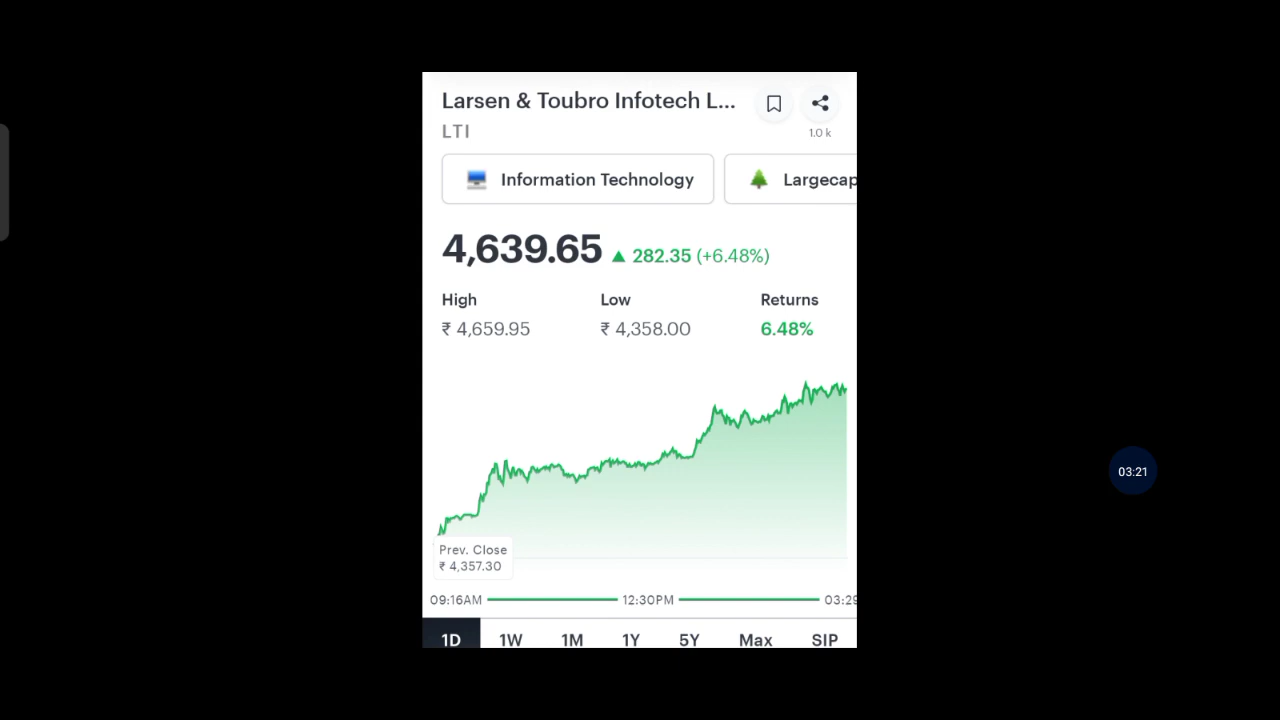 Larsen & Toubro Infotech L...
LTI
1.0 k
Information Technology
Largecap
4,639.65 ▲ 282.35 (+6.48%)
High Low Returns
₹ 4,659.95 ₹ 4,358.00 6.48%
03:21
Prev. Close
₹ 4,357.30
09:16AM 12:30PM 03:29
1D 1W 1M 1Y 5Y Max SIP